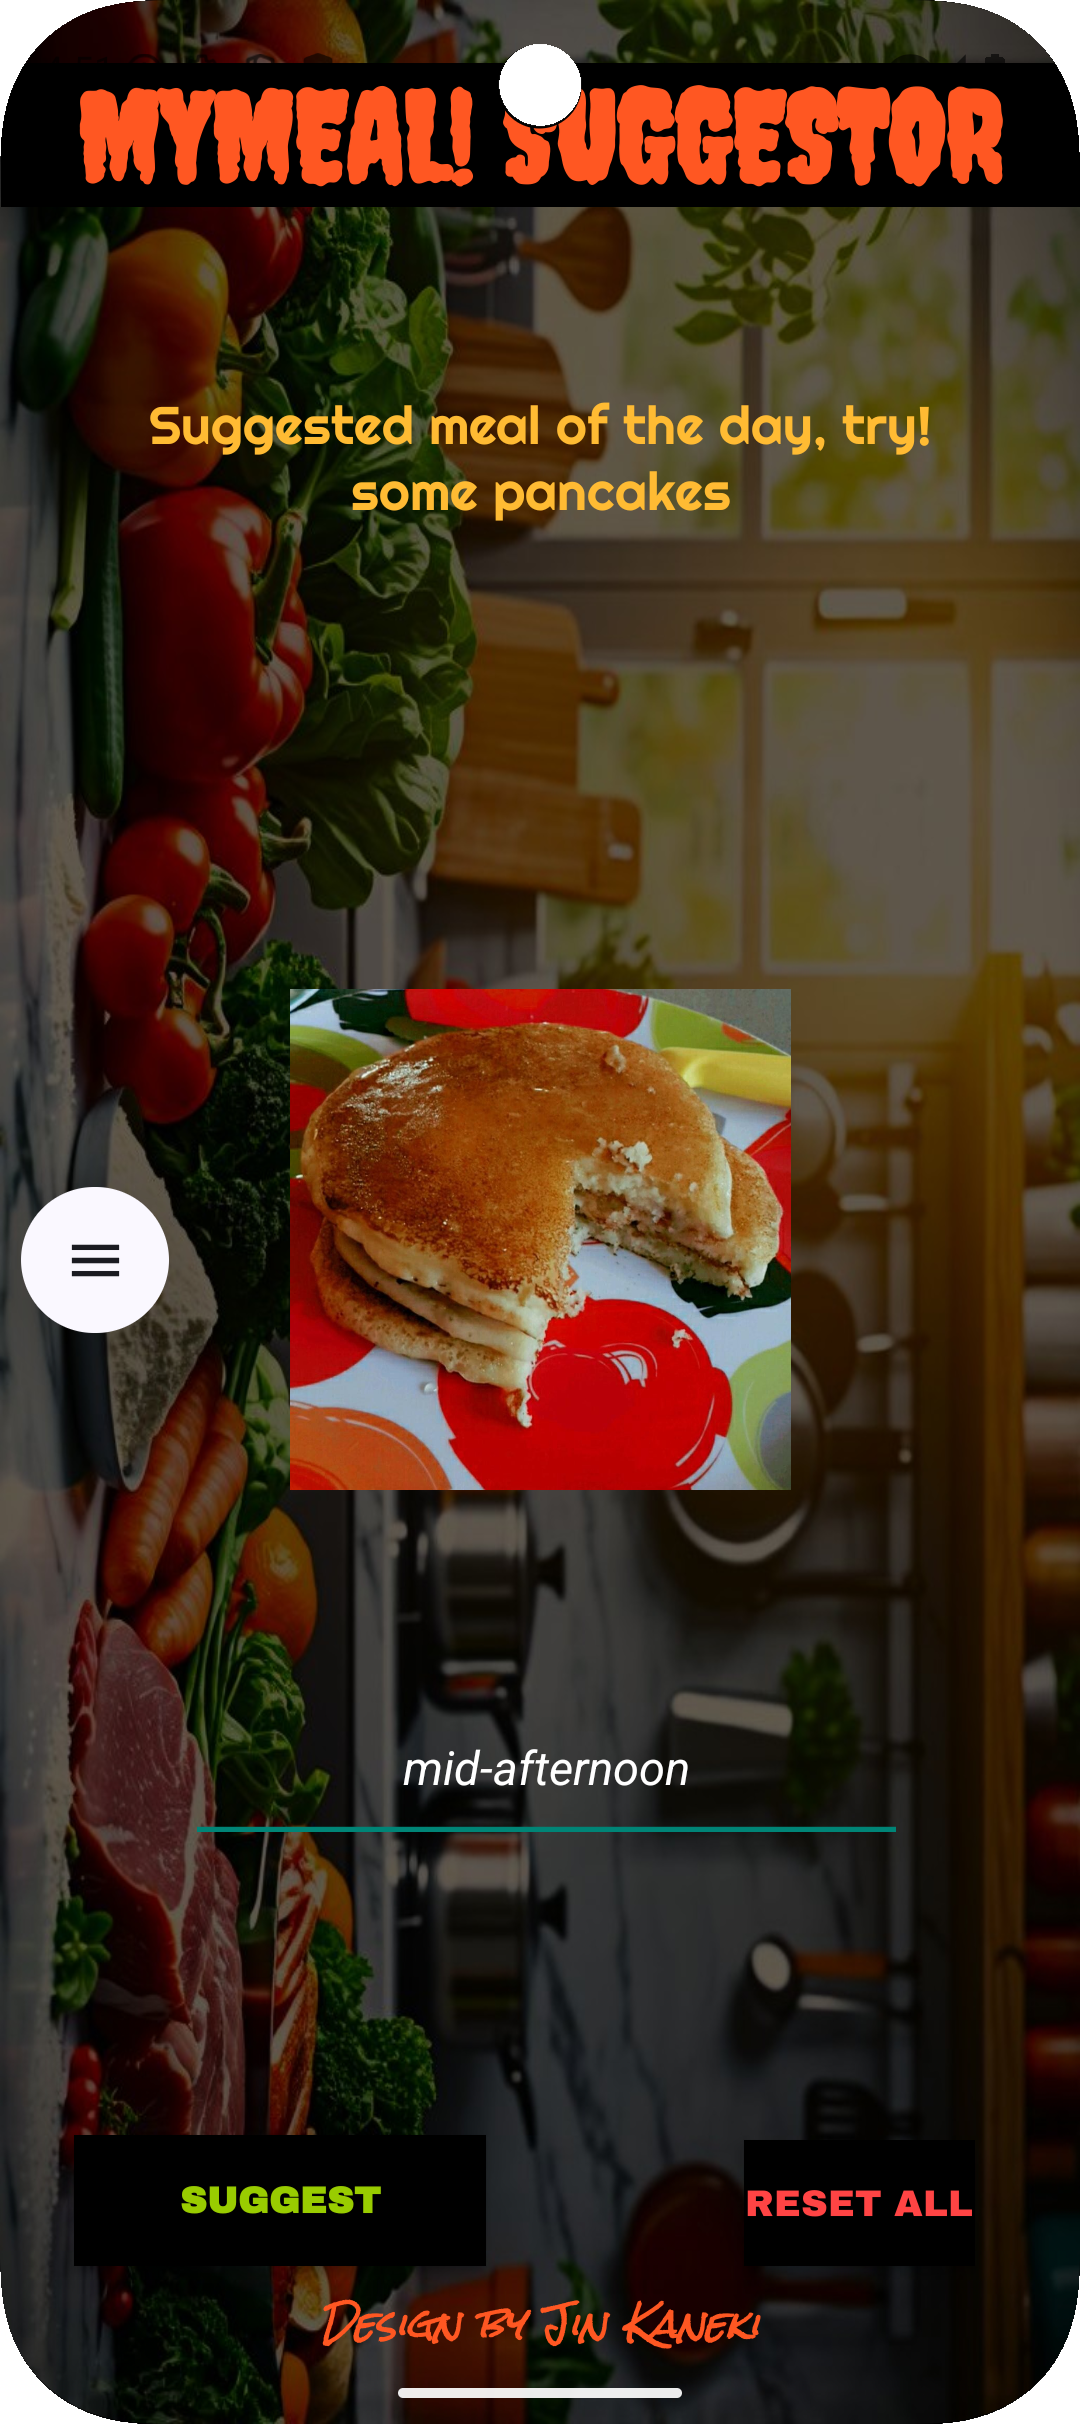 MYMEAL! SUGGESTOR
Suggested meal of the day, try!
some pancakes
mid-afternoon
SUGGEST
RESET ALL
Design by Jin Kaneki